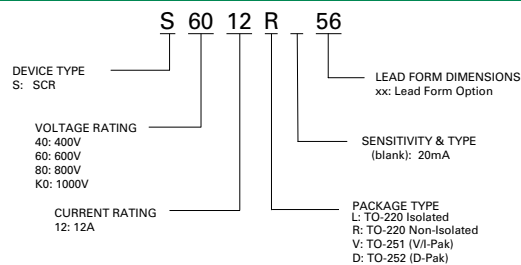 S 60 12 R 56
DEVICE TYPE
S: SCR
VOLTAGE RATING
40: 400V
60: 600V
80: 800V
K0: 1000V
CURRENT RATING
12: 12A
LEAD FORM DIMENSIONS
xx: Lead Form Option
SENSITIVITY & TYPE
(blank): 20mA
PACKAGE TYPE
L: TO-220 Isolated
R: TO-220 Non-Isolated
V: TO-251 (V/I-Pak)
D: TO-252 (D-Pak)